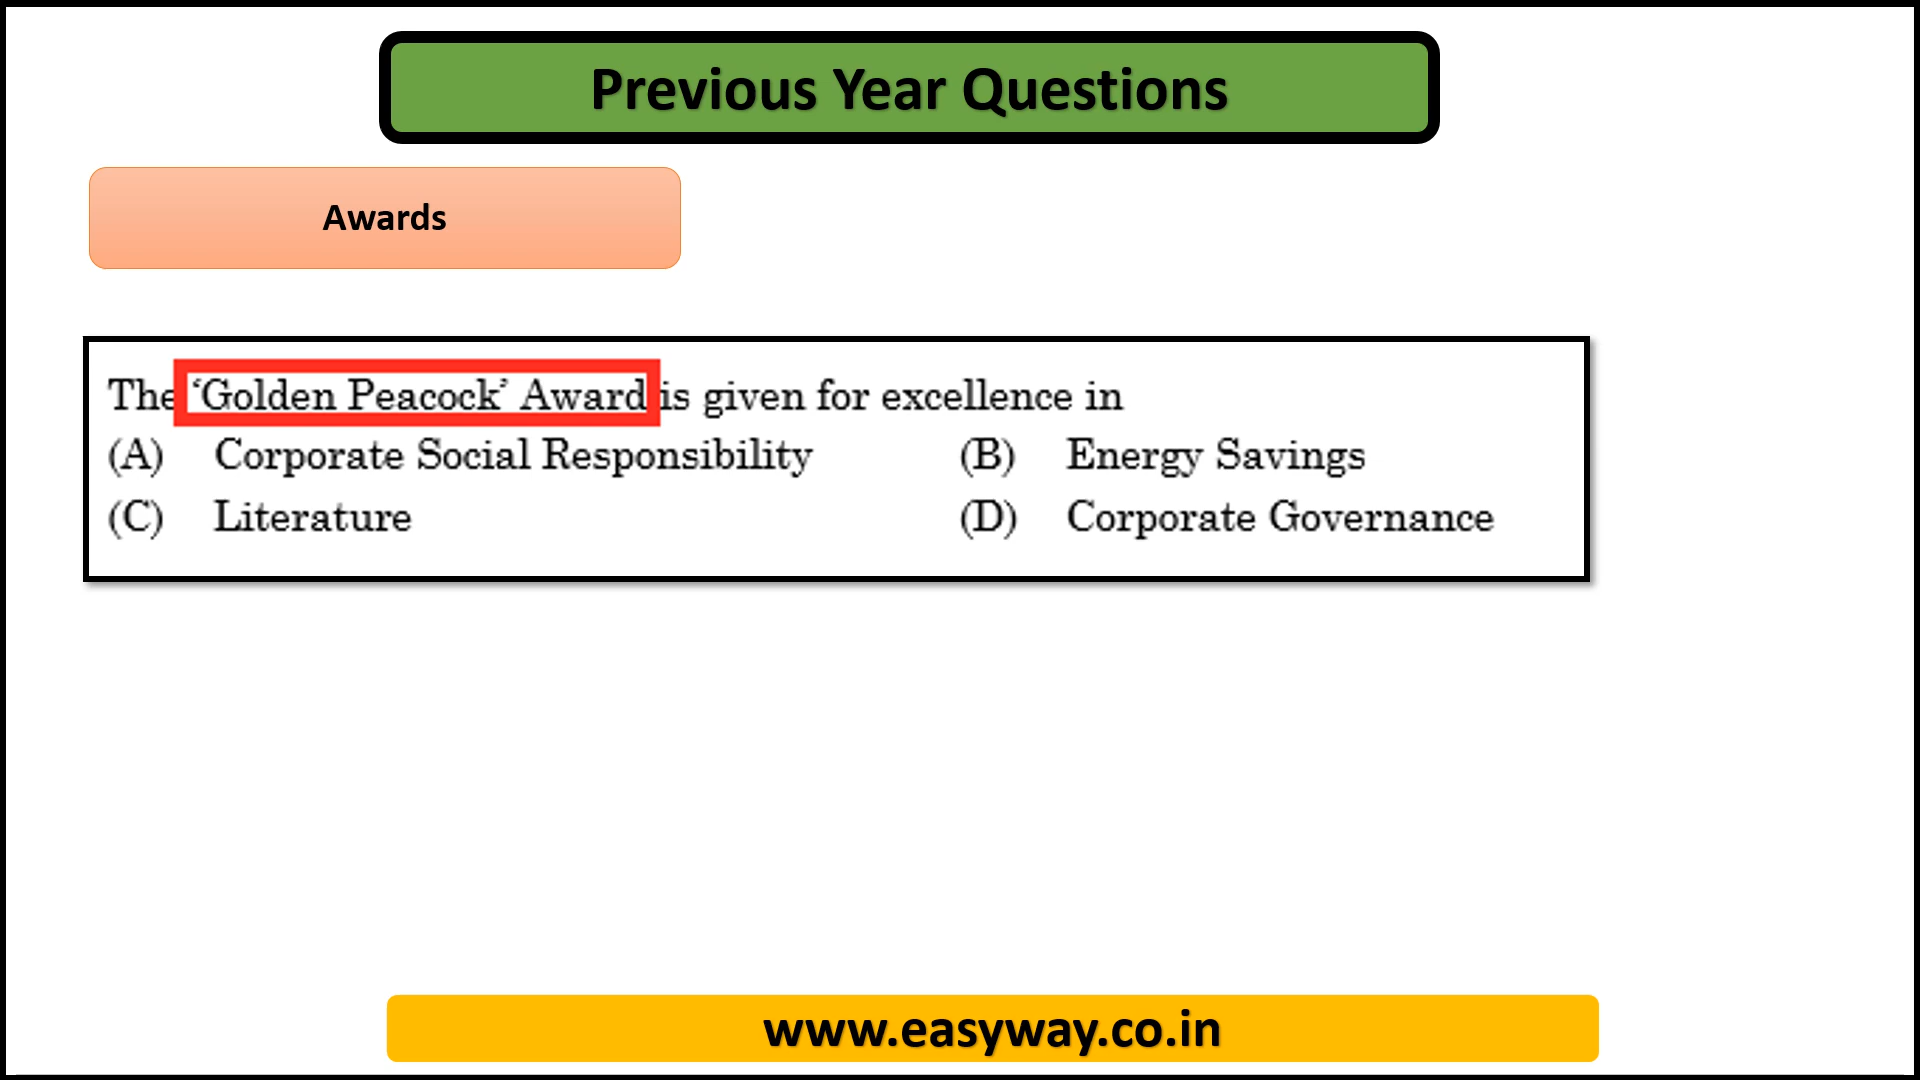 Previous Year Questions
Awards
The ‘Golden Peacock’ Award is given for excellence in
(A) Corporate Social Responsibility (B) Energy Savings
(C) Literature (D) Corporate Governance
www.easyway.co.in